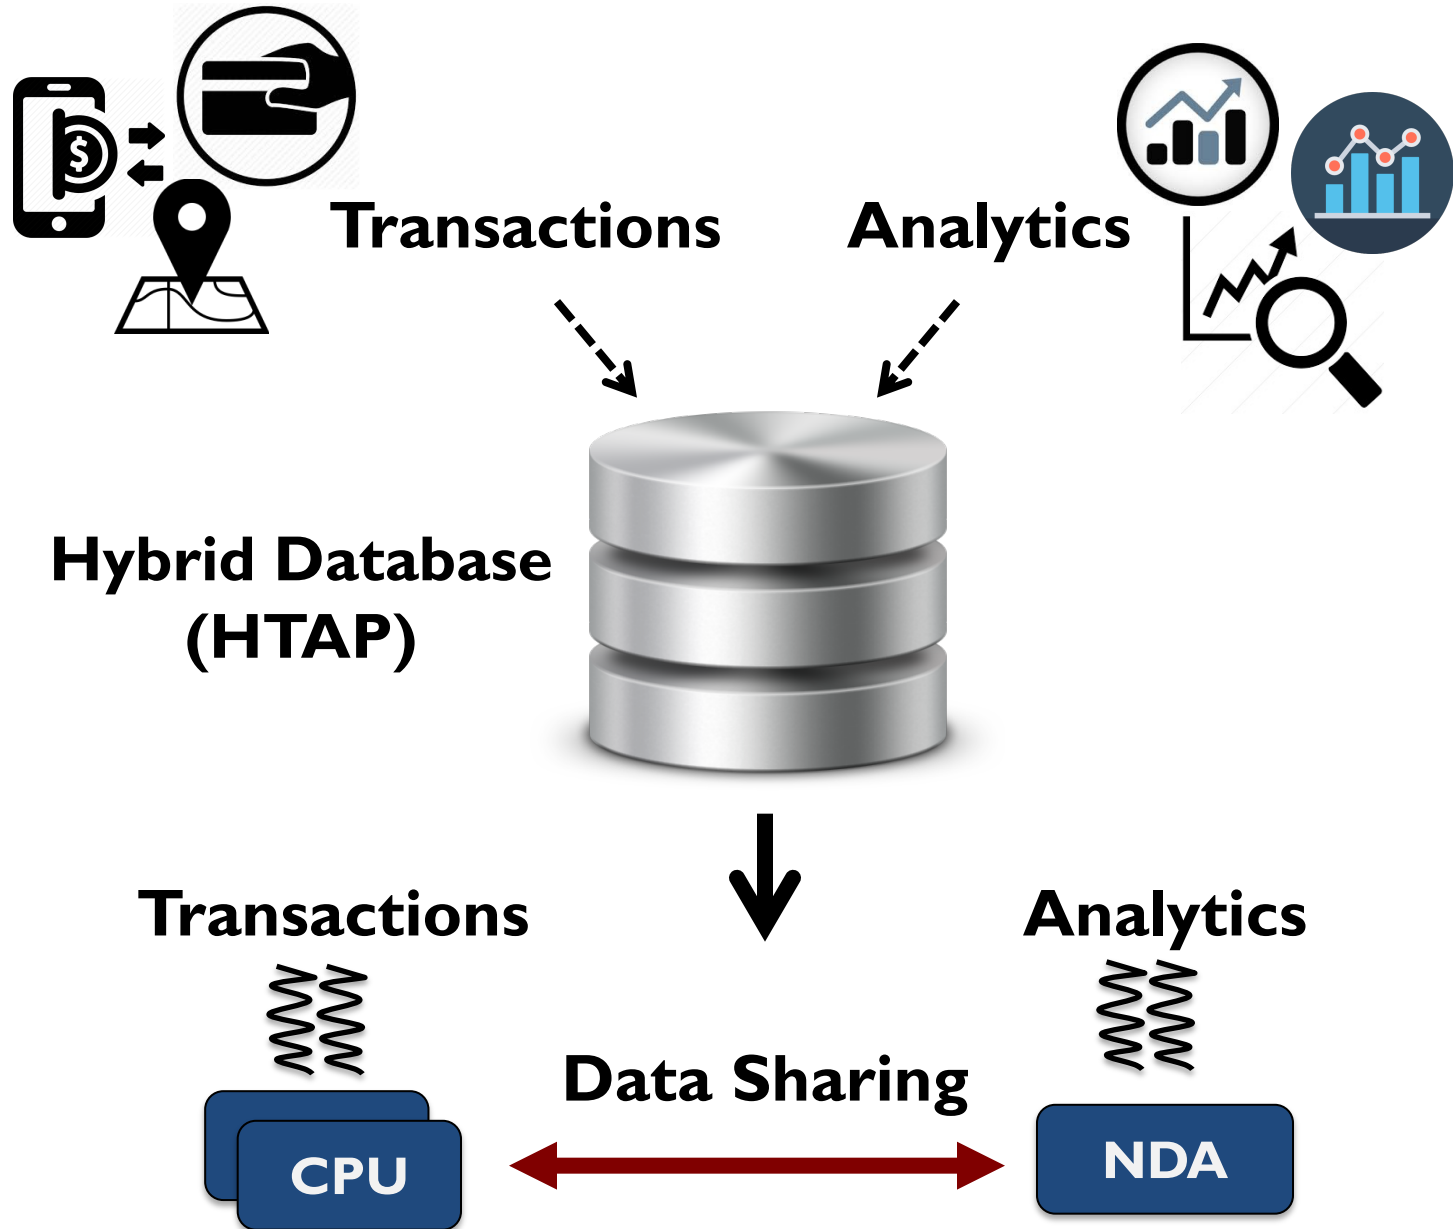 $
Transactions
Analytics
Hybrid Database
(HTAP)
Transactions
Analytics
Data Sharing
CPU
NDA